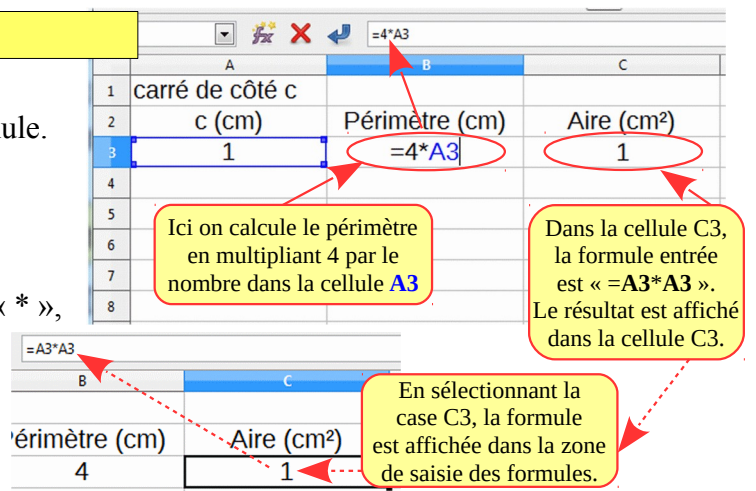 =4*A3
A B C
1 carré de côté c
ule.
2 c (cm) Périmètre (cm) Aire (cm²)
3 1 =4*A3 1
4
5
6
7
8
Ici on calcule le périmètre
en multipliant 4 par le
nombre dans la cellule A3
Dans la cellule C3,
la formule entrée
est « =A3*A3 ».
Le résultat est affiché
dans la cellule C3.
« * »,
=A3*A3
B C
érimètre (cm) Aire (cm²)
4 1
En sélectionnant la
case C3, la formule
est affichée dans la zone
de saisie des formules.